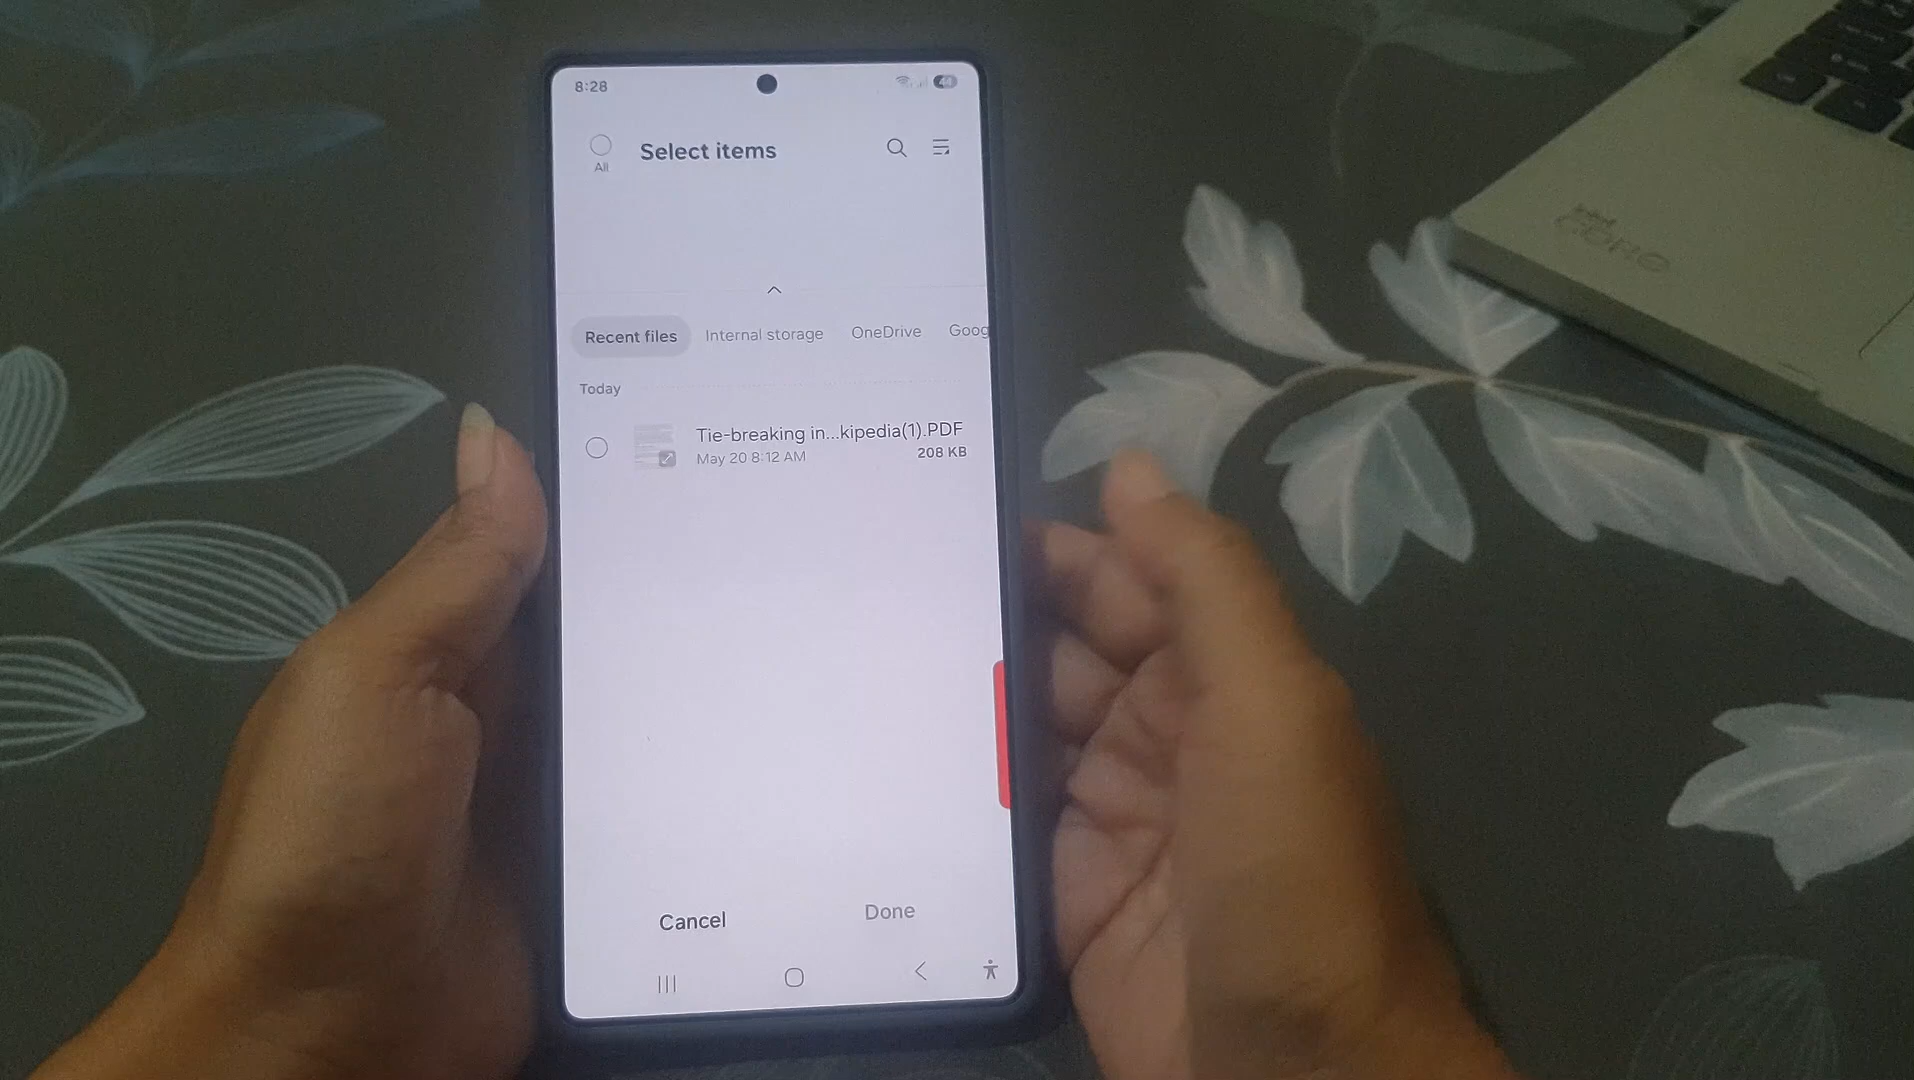 8:28
All
Select items
Recent files Internal storage OneDrive Goog
Today
Tie-breaking in...kipedia(1).PDF
May 20 8:12 AM 208 KB
Cancel Done